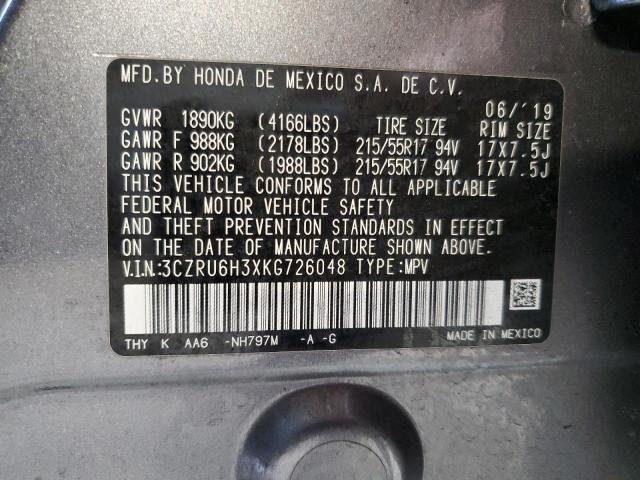 MFD.BY HONDA DE MEXICO S.A. DE C.V.
06/'19
GVWR 1890KG (4166LBS) TIRE SIZE RIM SIZE
GAWR F 988KG (2178LBS) 215/55R17 94V 17X7.5J
GAWR R 902KG (1988LBS) 215/55R17 94V 17X7.5J
THIS VEHICLE CONFORMS TO ALL APPLICABLE
FEDERAL MOTOR VEHICLE SAFETY
AND THEFT PREVENTION STANDARDS IN EFFECT
ON THE DATE OF MANUFACTURE SHOWN ABOVE.
V.I.N:3CZRU6H3XKG726048 TYPE:MPV
THY K AA6 -NH797M -A -G MADE IN MEXICO